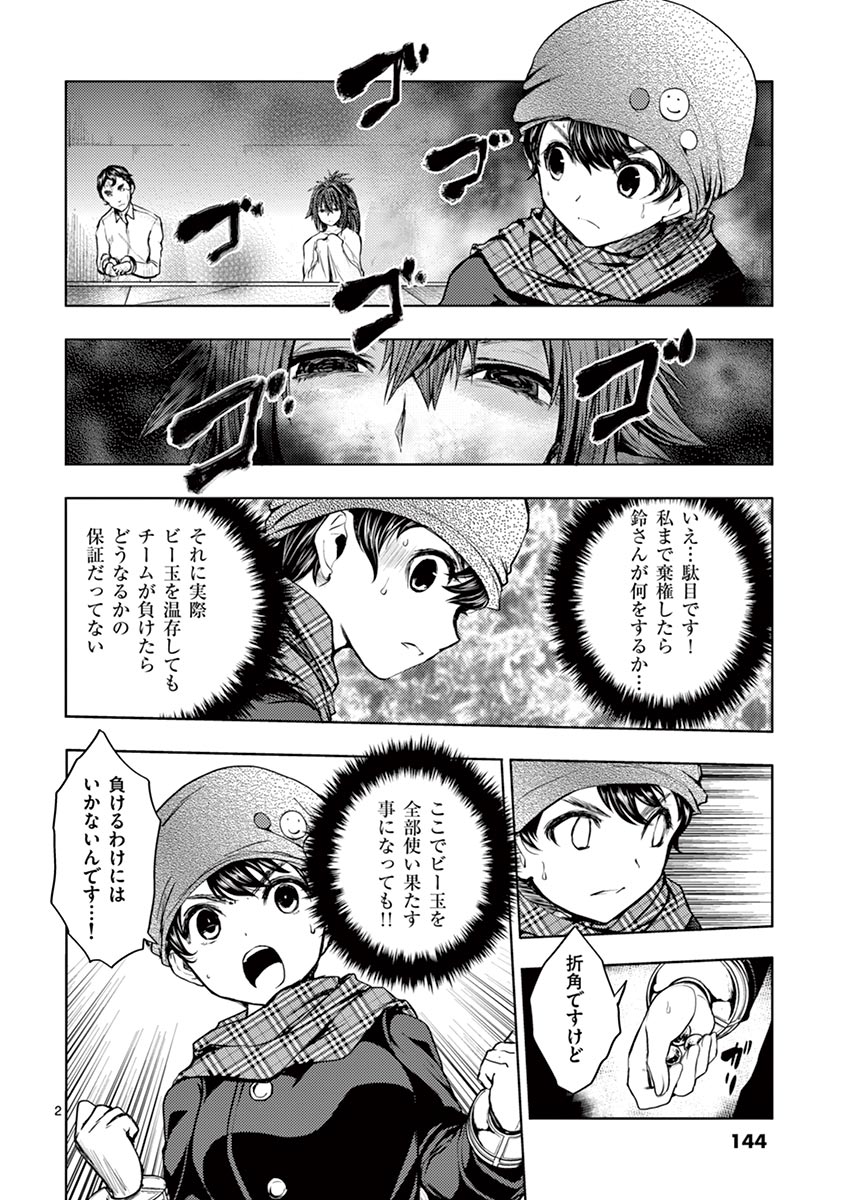 ゴ
ゴ
ゴ
ゴ
ゴ
ゴ
いえ…駄目です！
私まで棄権したら
鈴さんが何をするか…
それに実際
ビー玉を温存しても
チームが負けたら
どうなるかの
保証だってない
折角ですけど
ガッ
ここでビー玉を
全部使い果たす
事になっても!!
負けるわけには
いかないんです…！
2
144